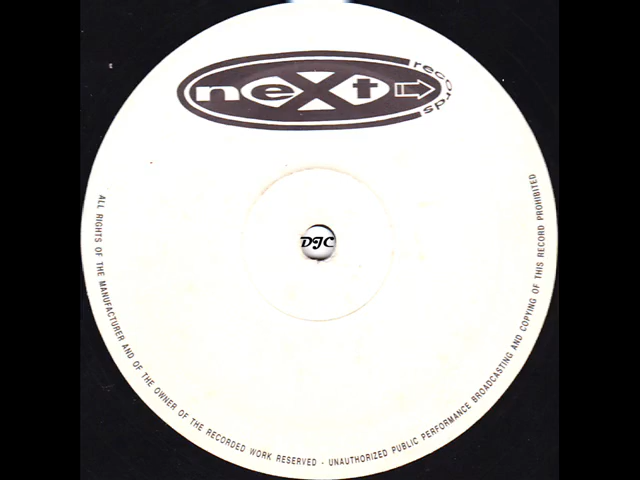 next
records
DJC
ALL RIGHTS OF THE MANUFACTURER AND OF THE OWNER OF THE RECORDED WORK RESERVED - UNAUTHORIZED PUBLIC PERFORMANCE BROADCASTING AND COPYING OF THIS RECORD PROHIBITED